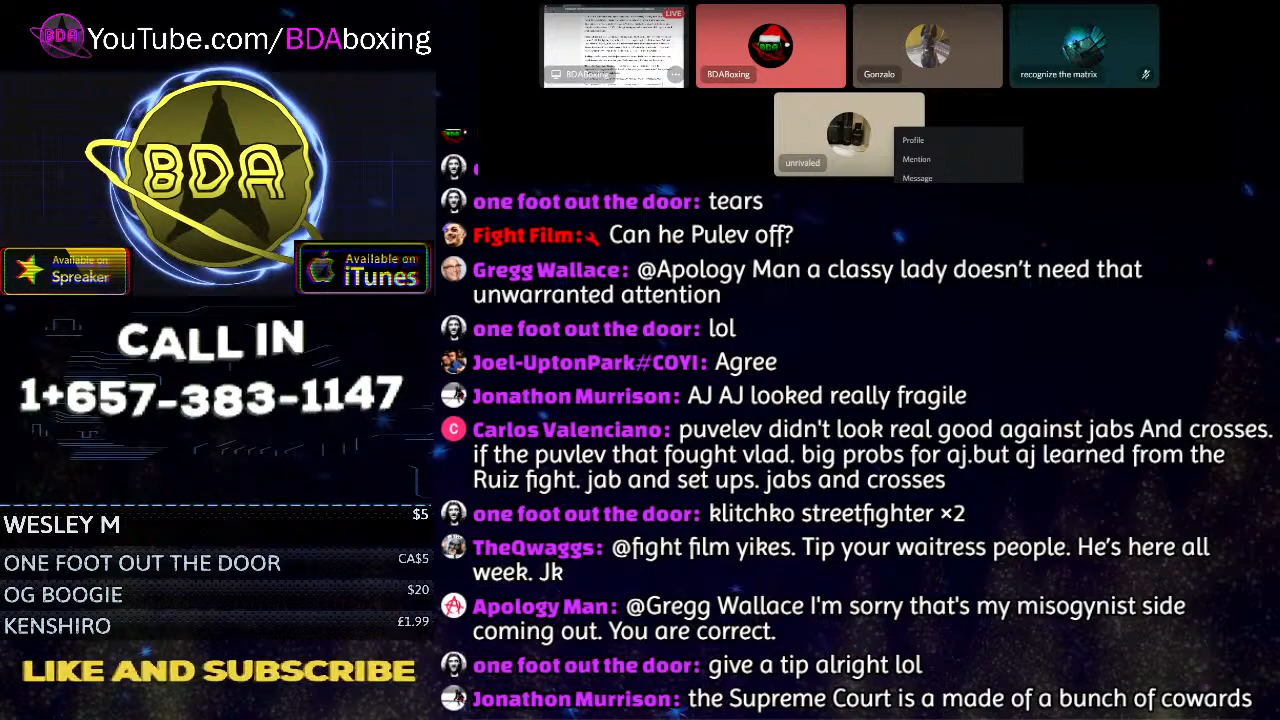 BDA YouTube.com/BDAboxing
BDA
Available on
Spreaker
Available on
iTunes
CALL IN
1+657-383-1147
WESLEY M $5
ONE FOOT OUT THE DOOR CA$5
OG BOOGIE $20
KENSHIRO £1.99
LIKE AND SUBSCRIBE
LIVE
BDABoxing
BDA
BDABoxing
Gonzalo
recognize the matrix
unrivaled
Profile
Mention
Message
one foot out the door: tears
Fight Film: Can he Pulev off?
Gregg Wallace: @Apology Man a classy lady doesn’t need that
unwarranted attention
one foot out the door: lol
Joel-UptonPark#COYI: Agree
Jonathon Murrison: AJ AJ looked really fragile
C Carlos Valenciano: puvelev didn't look real good against jabs And crosses.
if the puvlev that fought vlad. big probs for aj.but aj learned from the
Ruiz fight. jab and set ups. jabs and crosses
one foot out the door: klitchko streetfighter ×2
TheQwaggs: @fight film yikes. Tip your waitress people. He’s here all
week. Jk
Apology Man: @Gregg Wallace I'm sorry that's my misogynist side
coming out. You are correct.
one foot out the door: give a tip alright lol
Jonathon Murrison: the Supreme Court is a made of a bunch of cowards